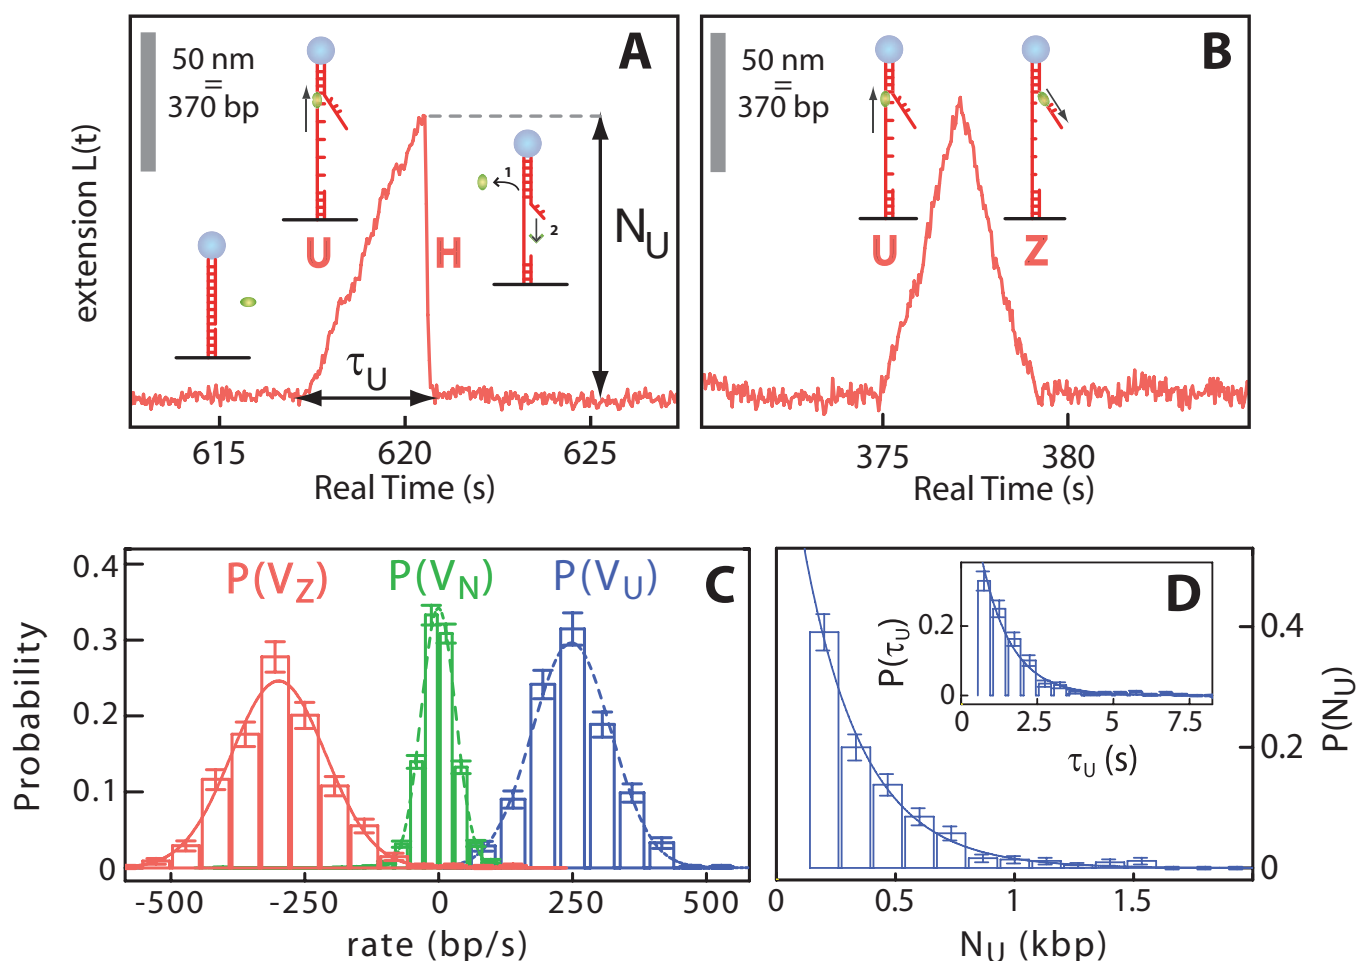 A
50 nm
=
370 bp
U
H
1
2
N_U
τ_U
extension L(t)
615 620 625
Real Time (s)
B
50 nm
=
370 bp
U
Z
375 380
Real Time (s)
C
P(V_Z) P(V_N) P(V_U)
0.4
0.3
0.2
0.1
0
Probability
-500 -250 0 250 500
rate (bp/s)
D
P(τ_U)
0.2
0
0 2.5 5 7.5
τ_U (s)
0.4
0.2
0
P(N_U)
0 0.5 1 1.5
N_U (kbp)